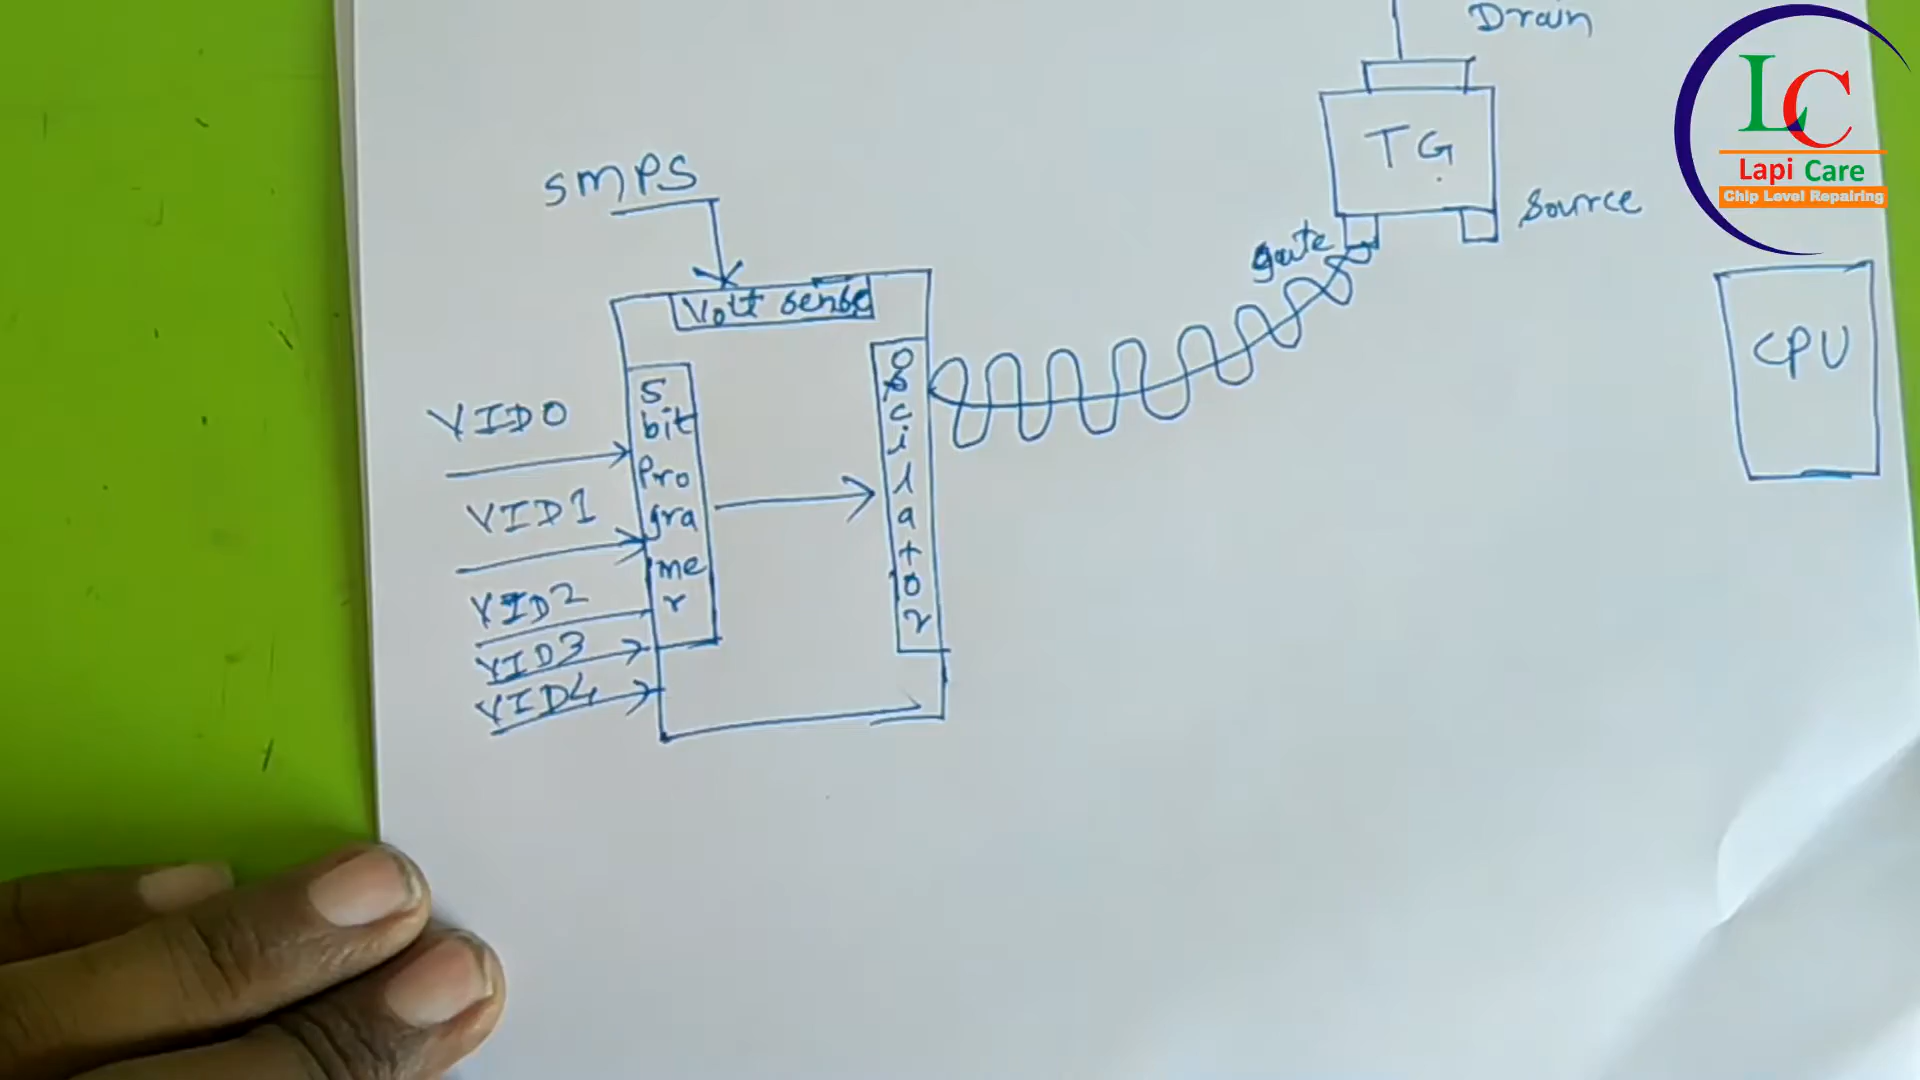 Drain
LC
Lapi Care
Chip Level Repairing
TG
SMPS
Source
gate
Volt sense
CPU
5
bit
Pro
gra
me
r
O
s
c
i
l
a
t
o
r
VID0
VID1
VID2
VID3
VID4